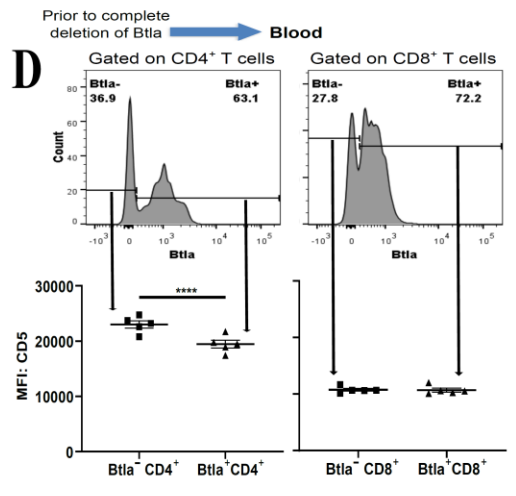 Prior to complete
deletion of Btla
Blood
D
Gated on CD4⁺ T cells
Gated on CD8⁺ T cells
Btla-
36.9
Btla+
63.1
Btla-
27.8
Btla+
72.2
Count
80
60
40
20
0
-10³ 0 10³ 10⁴ 10⁵
Btla
-10³ 0 10³ 10⁴ 10⁵
Btla
MFI: CD5
30000
20000
10000
0
****
Btla⁻ CD4⁺
Btla⁺CD4⁺
Btla⁻ CD8⁺
Btla⁺CD8⁺